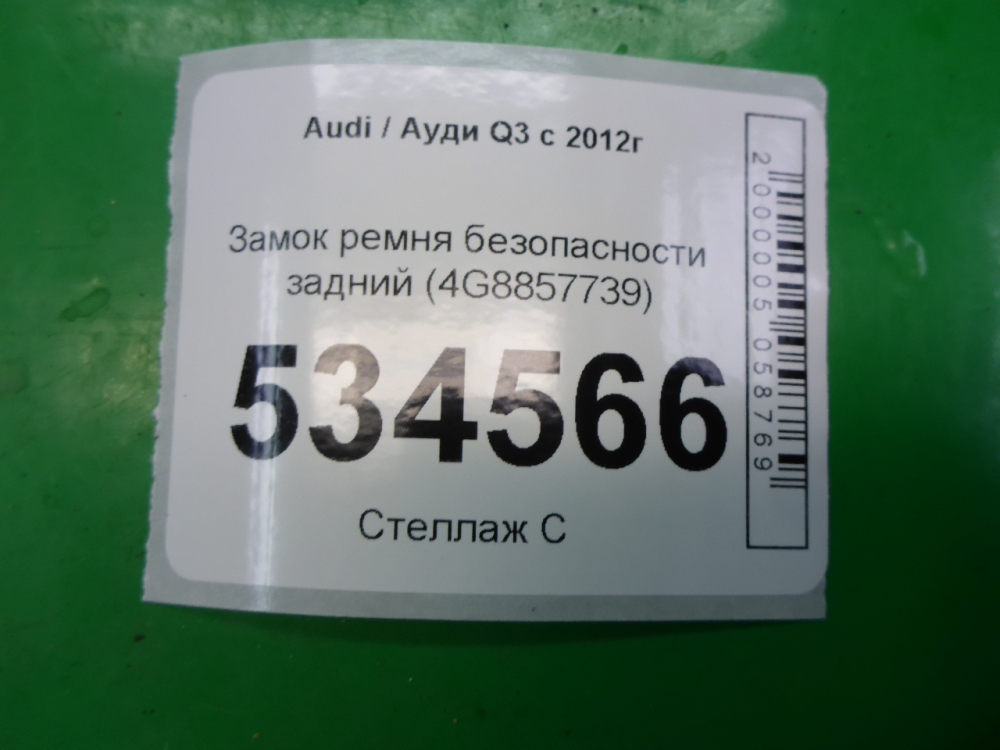 Audi / Ауди Q3 с 2012г
Замок ремня безопасности
задний (4G8857739)
534566
Стеллаж С
2000005058769